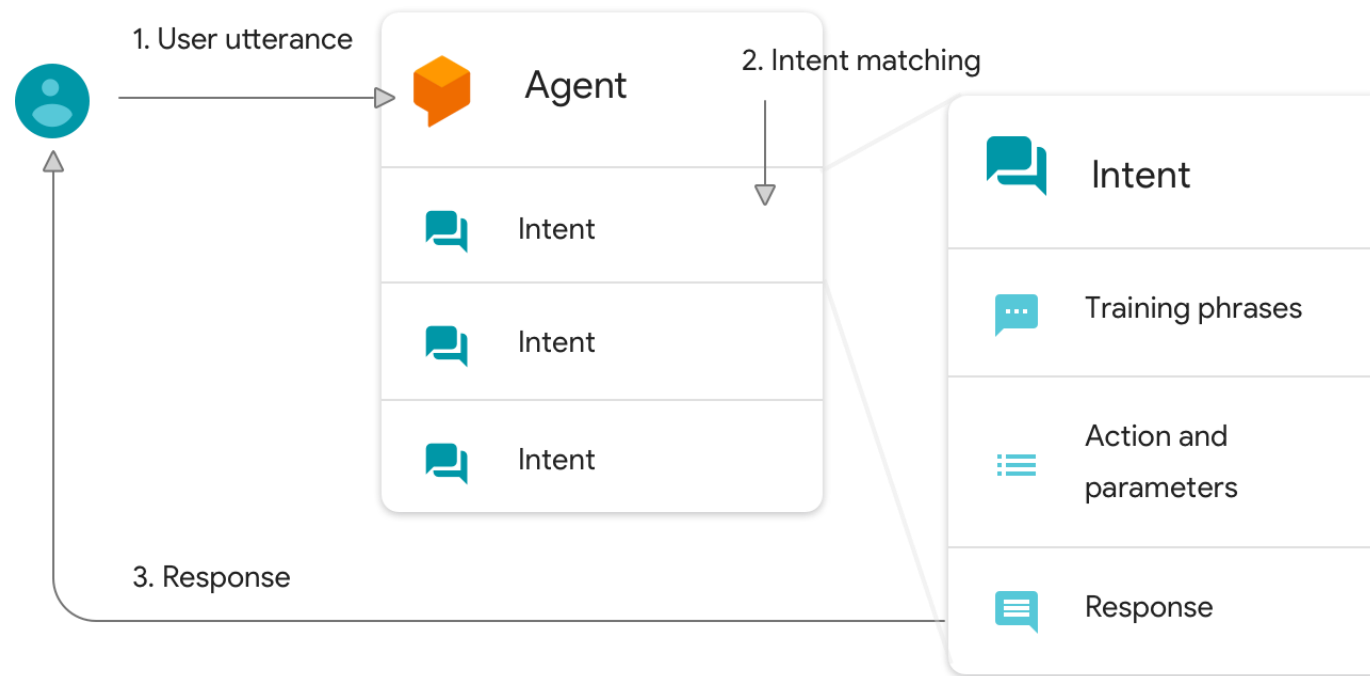 1. User utterance
Agent
2. Intent matching
Intent
Intent
Intent
Intent
Training phrases
Action and
parameters
Response
3. Response